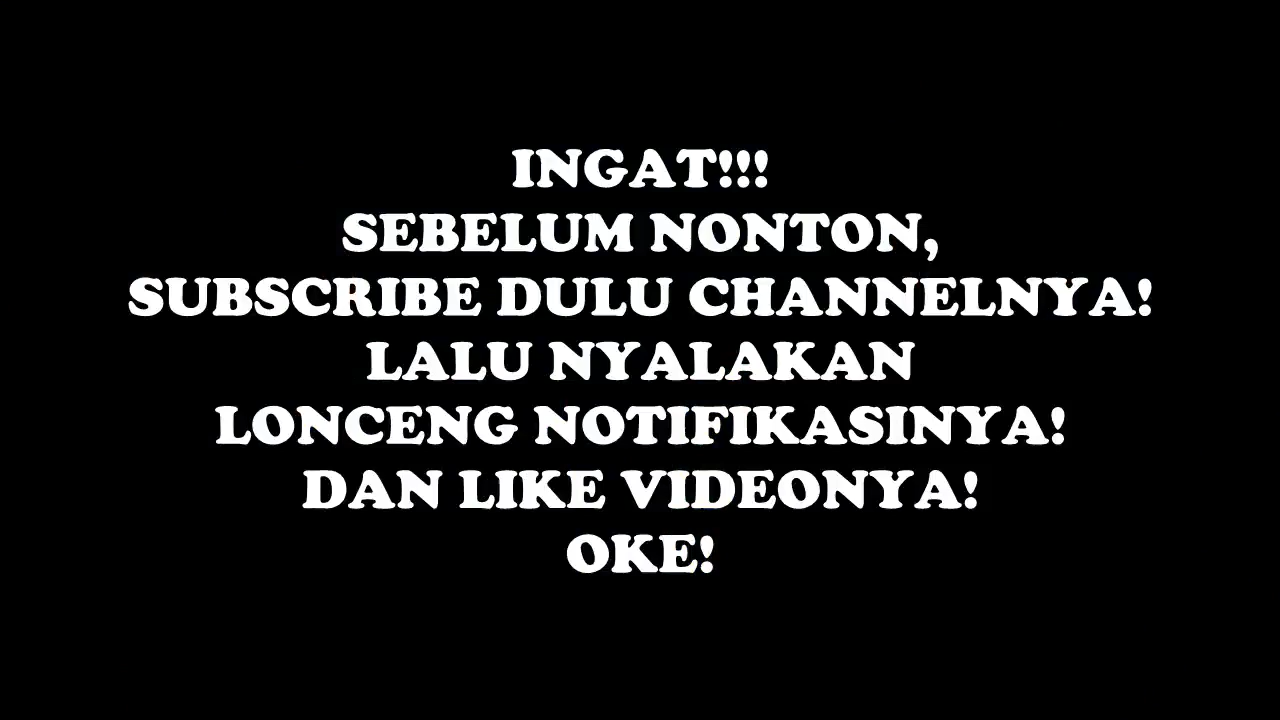 INGAT!!!
SEBELUM NONTON,
SUBSCRIBE DULU CHANNELNYA!
LALU NYALAKAN
LONCENG NOTIFIKASINYA!
DAN LIKE VIDEONYA!
OKE!